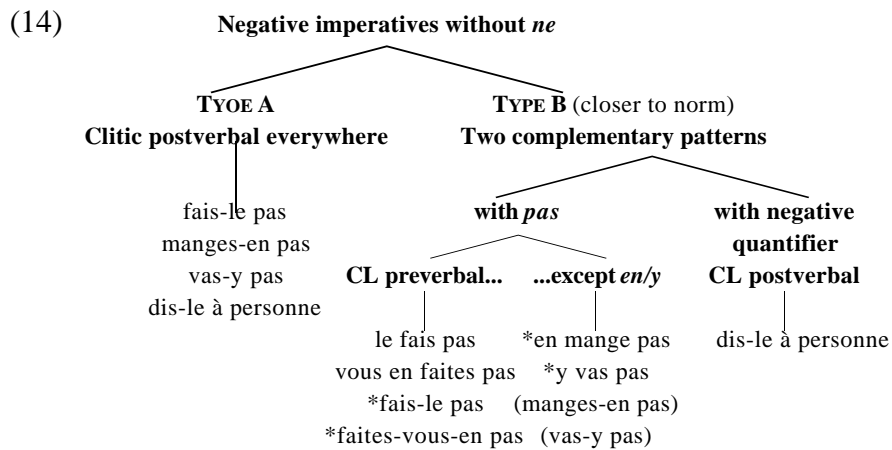 (14) Negative imperatives without ne
TYOE A TYPE B (closer to norm)
Clitic postverbal everywhere Two complementary patterns
fais-le pas with pas with negative
manges-en pas quantifier
vas-y pas CL preverbal... ...except en/y CL postverbal
dis-le à personne
le fais pas *en mange pas dis-le à personne
vous en faites pas *y vas pas
*fais-le pas (manges-en pas)
*faites-vous-en pas (vas-y pas)